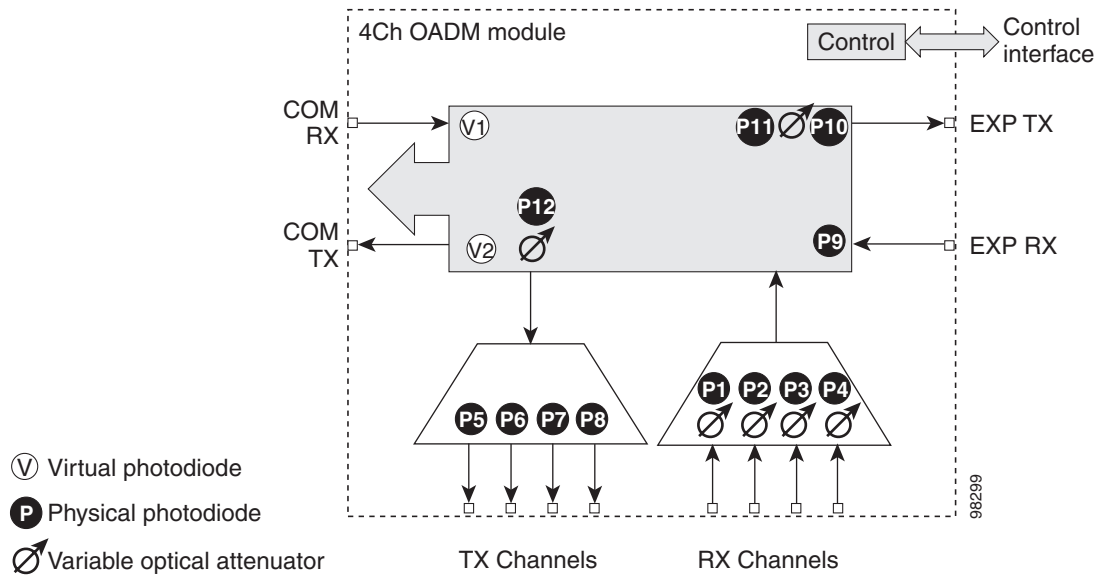 4Ch OADM module
Control
Control
interface
COM
RX
V1
P11
P10
EXP TX
P12
COM
TX
V2
P9
EXP RX
P1
P2
P3
P4
P5
P6
P7
P8
V Virtual photodiode
P Physical photodiode
Variable optical attenuator
TX Channels
RX Channels
98299